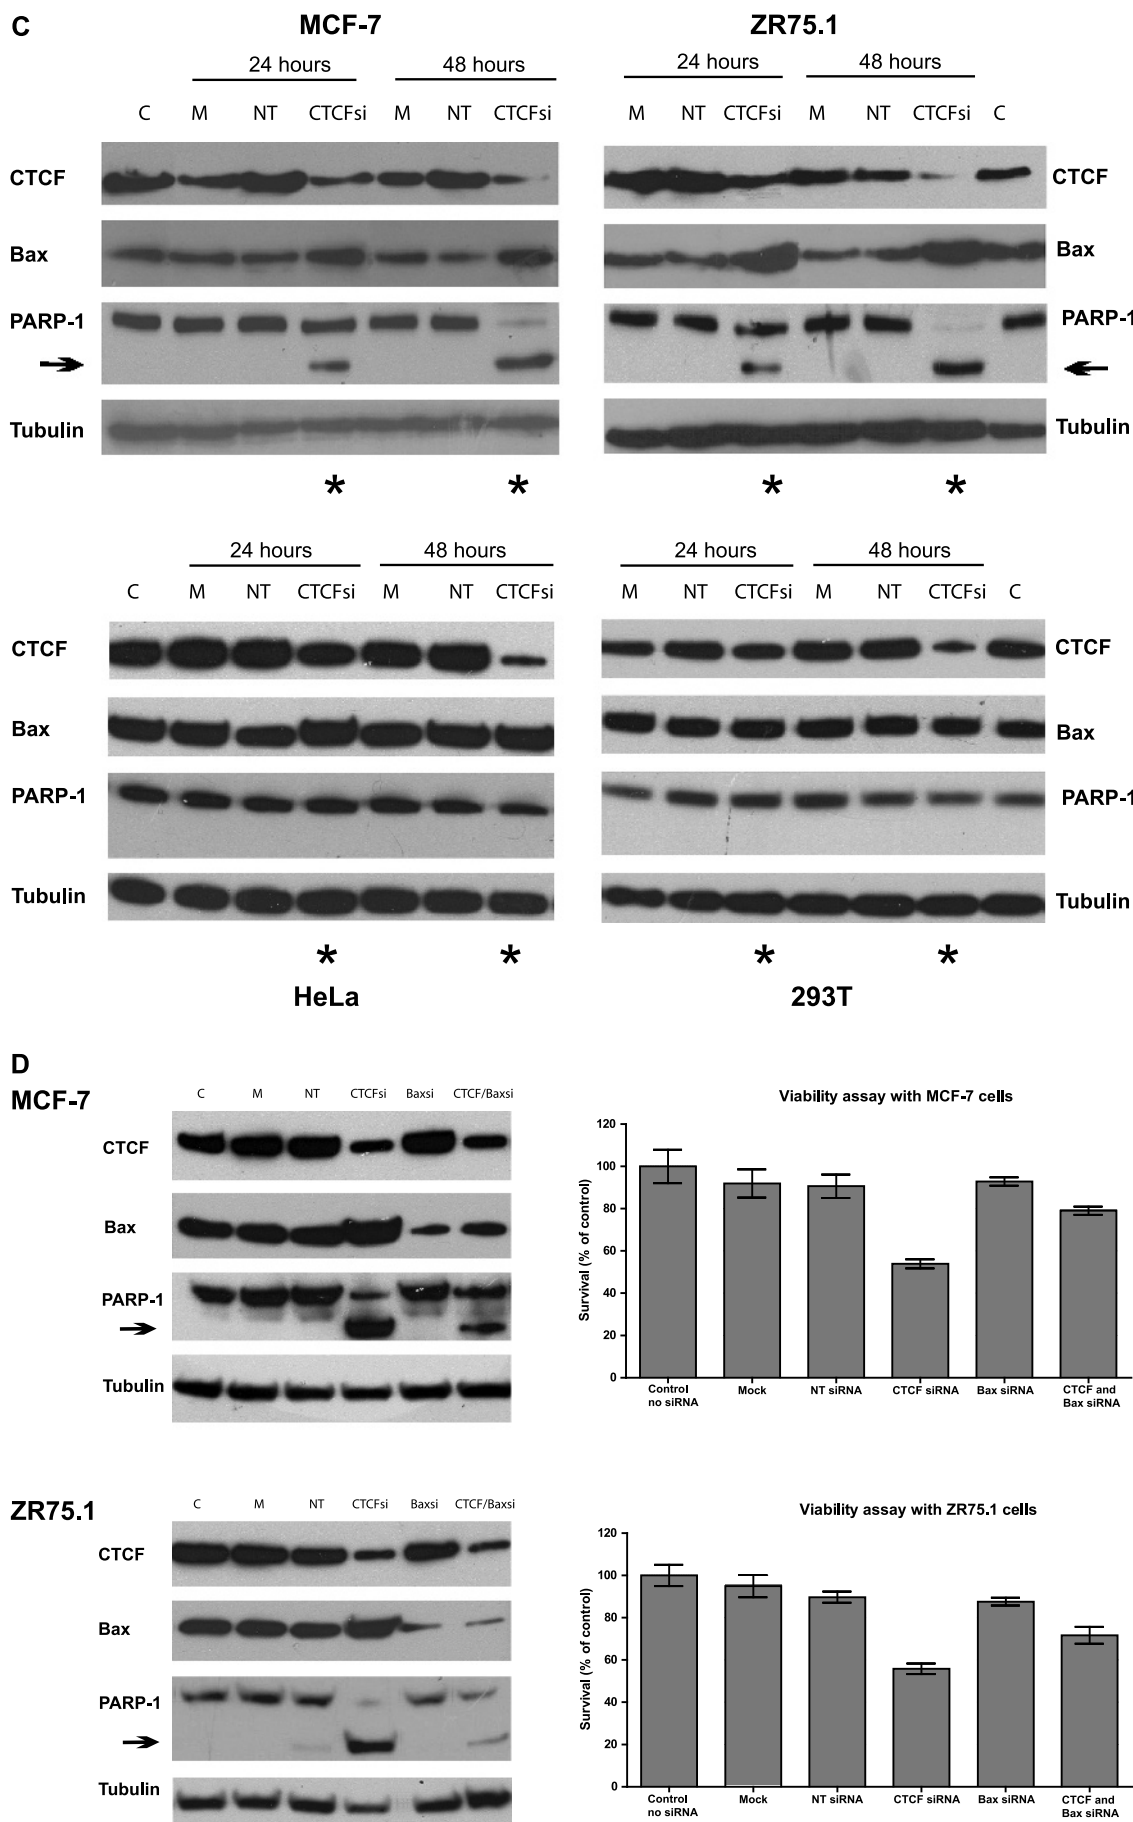 C
MCF-7 ZR75.1
24 hours 48 hours 24 hours 48 hours
C M NT CTCFsi M NT CTCFsi M NT CTCFsi M NT CTCFsi C
CTCF CTCF
Bax Bax
PARP-1 PARP-1
Tubulin Tubulin
* * * *
24 hours 48 hours 24 hours 48 hours
C M NT CTCFsi M NT CTCFsi M NT CTCFsi M NT CTCFsi C
CTCF CTCF
Bax Bax
PARP-1 PARP-1
Tubulin Tubulin
* * * *
HeLa 293T
D
MCF-7
C M NT CTCFsi Baxsi CTCF/Baxsi
CTCF
Bax
PARP-1
Tubulin
Viability assay with MCF-7 cells
Survival (% of control)
120
100
80
60
40
20
0
Control no siRNA
Mock
NT siRNA
CTCF siRNA
Bax siRNA
CTCF and Bax siRNA
ZR75.1
C M NT CTCFsi Baxsi CTCF/Baxsi
CTCF
Bax
PARP-1
Tubulin
Viability assay with ZR75.1 cells
Survival (% of control)
120
100
80
60
40
20
0
Control no siRNA
Mock
NT siRNA
CTCF siRNA
Bax siRNA
CTCF and Bax siRNA